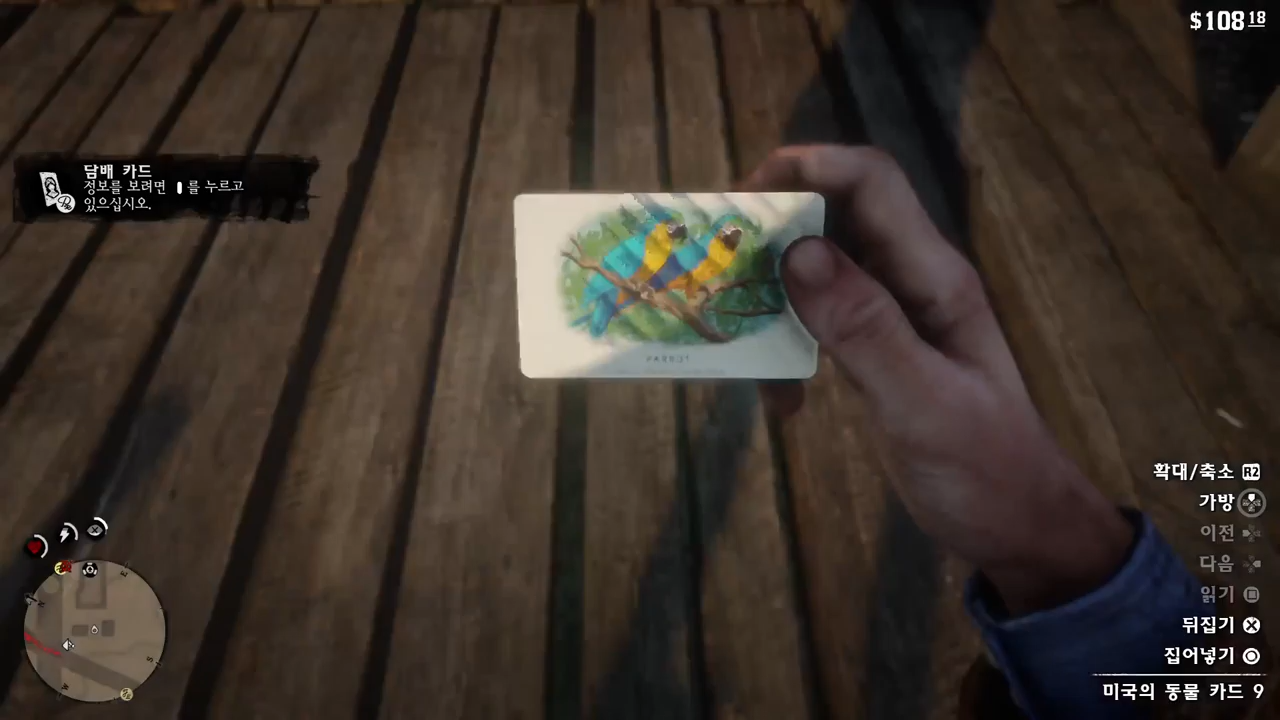 $108 18
담배 카드
정보를 보려면 를 누르고
있으십시오.
PARROT
확대/축소 R2
가방
이전
다음
읽기
뒤집기
집어넣기
미국의 동물 카드 9